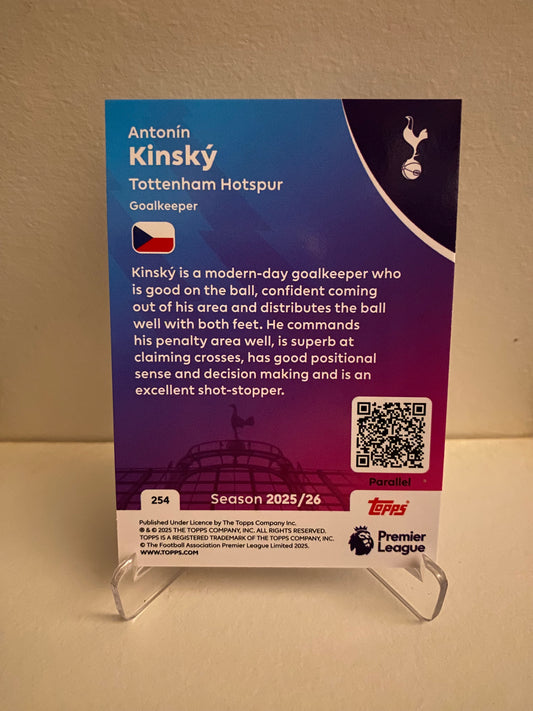 Antonín
Kinský
Tottenham Hotspur
Goalkeeper
Kinský is a modern-day goalkeeper who
is good on the ball, confident coming
out of his area and distributes the ball
well with both feet. He commands
his penalty area well, is superb at
claiming crosses, has good positional
sense and decision making and is an
excellent shot-stopper.
Parallel
254
Season 2025/26
TOPPS
Published Under Licence by The Topps Company Inc.
® & © 2025 THE TOPPS COMPANY, INC. ALL RIGHTS RESERVED.
TOPPS IS A REGISTERED TRADEMARK OF THE TOPPS COMPANY, INC.
© The Football Association Premier League Limited 2025.
WWW.TOPPS.COM
Premier
League